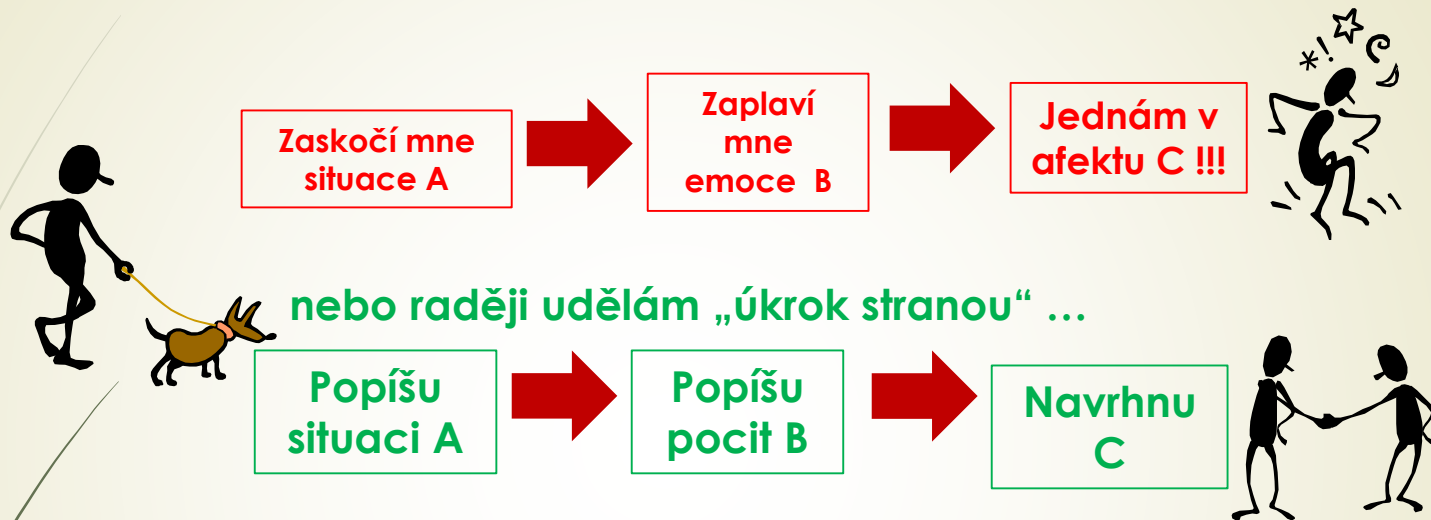 Zaskočí mne
situace A
Zaplaví
mne
emoce B
Jednám v
afektu C !!!
*!
nebo raději udělám „úkrok stranou“ …
Popíšu
situaci A
Popíšu
pocit B
Navrhnu
C